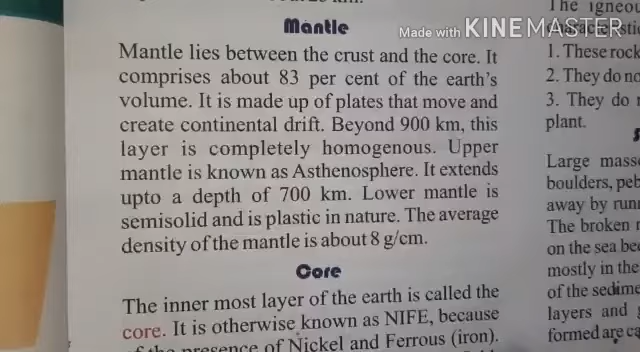 Mantle
Mantle lies between the crust and the core. It
comprises about 83 per cent of the earth's
volume. It is made up of plates that move and
create continental drift. Beyond 900 km, this
layer is completely homogenous. Upper
mantle is known as Asthenosphere. It extends
upto a depth of 700 km. Lower mantle is
semisolid and is plastic in nature. The average
density of the mantle is about 8 g/cm.
Core
The inner most layer of the earth is called the
core. It is otherwise known as NIFE, because
presence of Nickel and Ferrous (iron).
Made with KINEMASTER
The igneou
1. These rock
2. They do no
3. They do
plant.
Large mass
boulders, peb
away by run
The broken
on the sea be
mostly in the
of the sedime
layers and
formed are ca